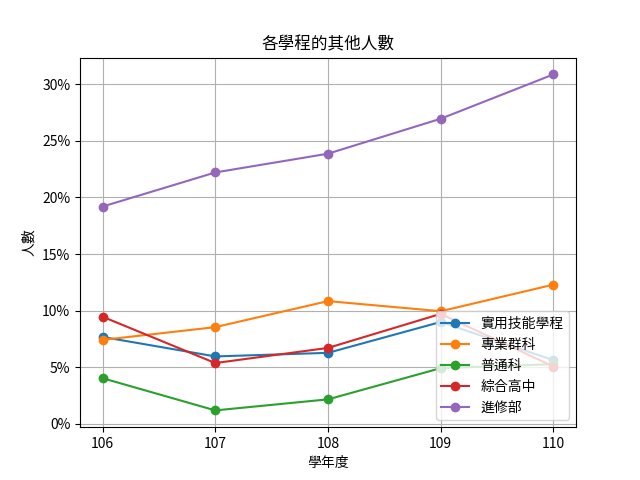 各學程的其他人數
人數
30%
25%
20%
15%
10%
5%
0%
106 107 108 109 110
學年度
實用技能學程
專業群科
普通科
綜合高中
進修部